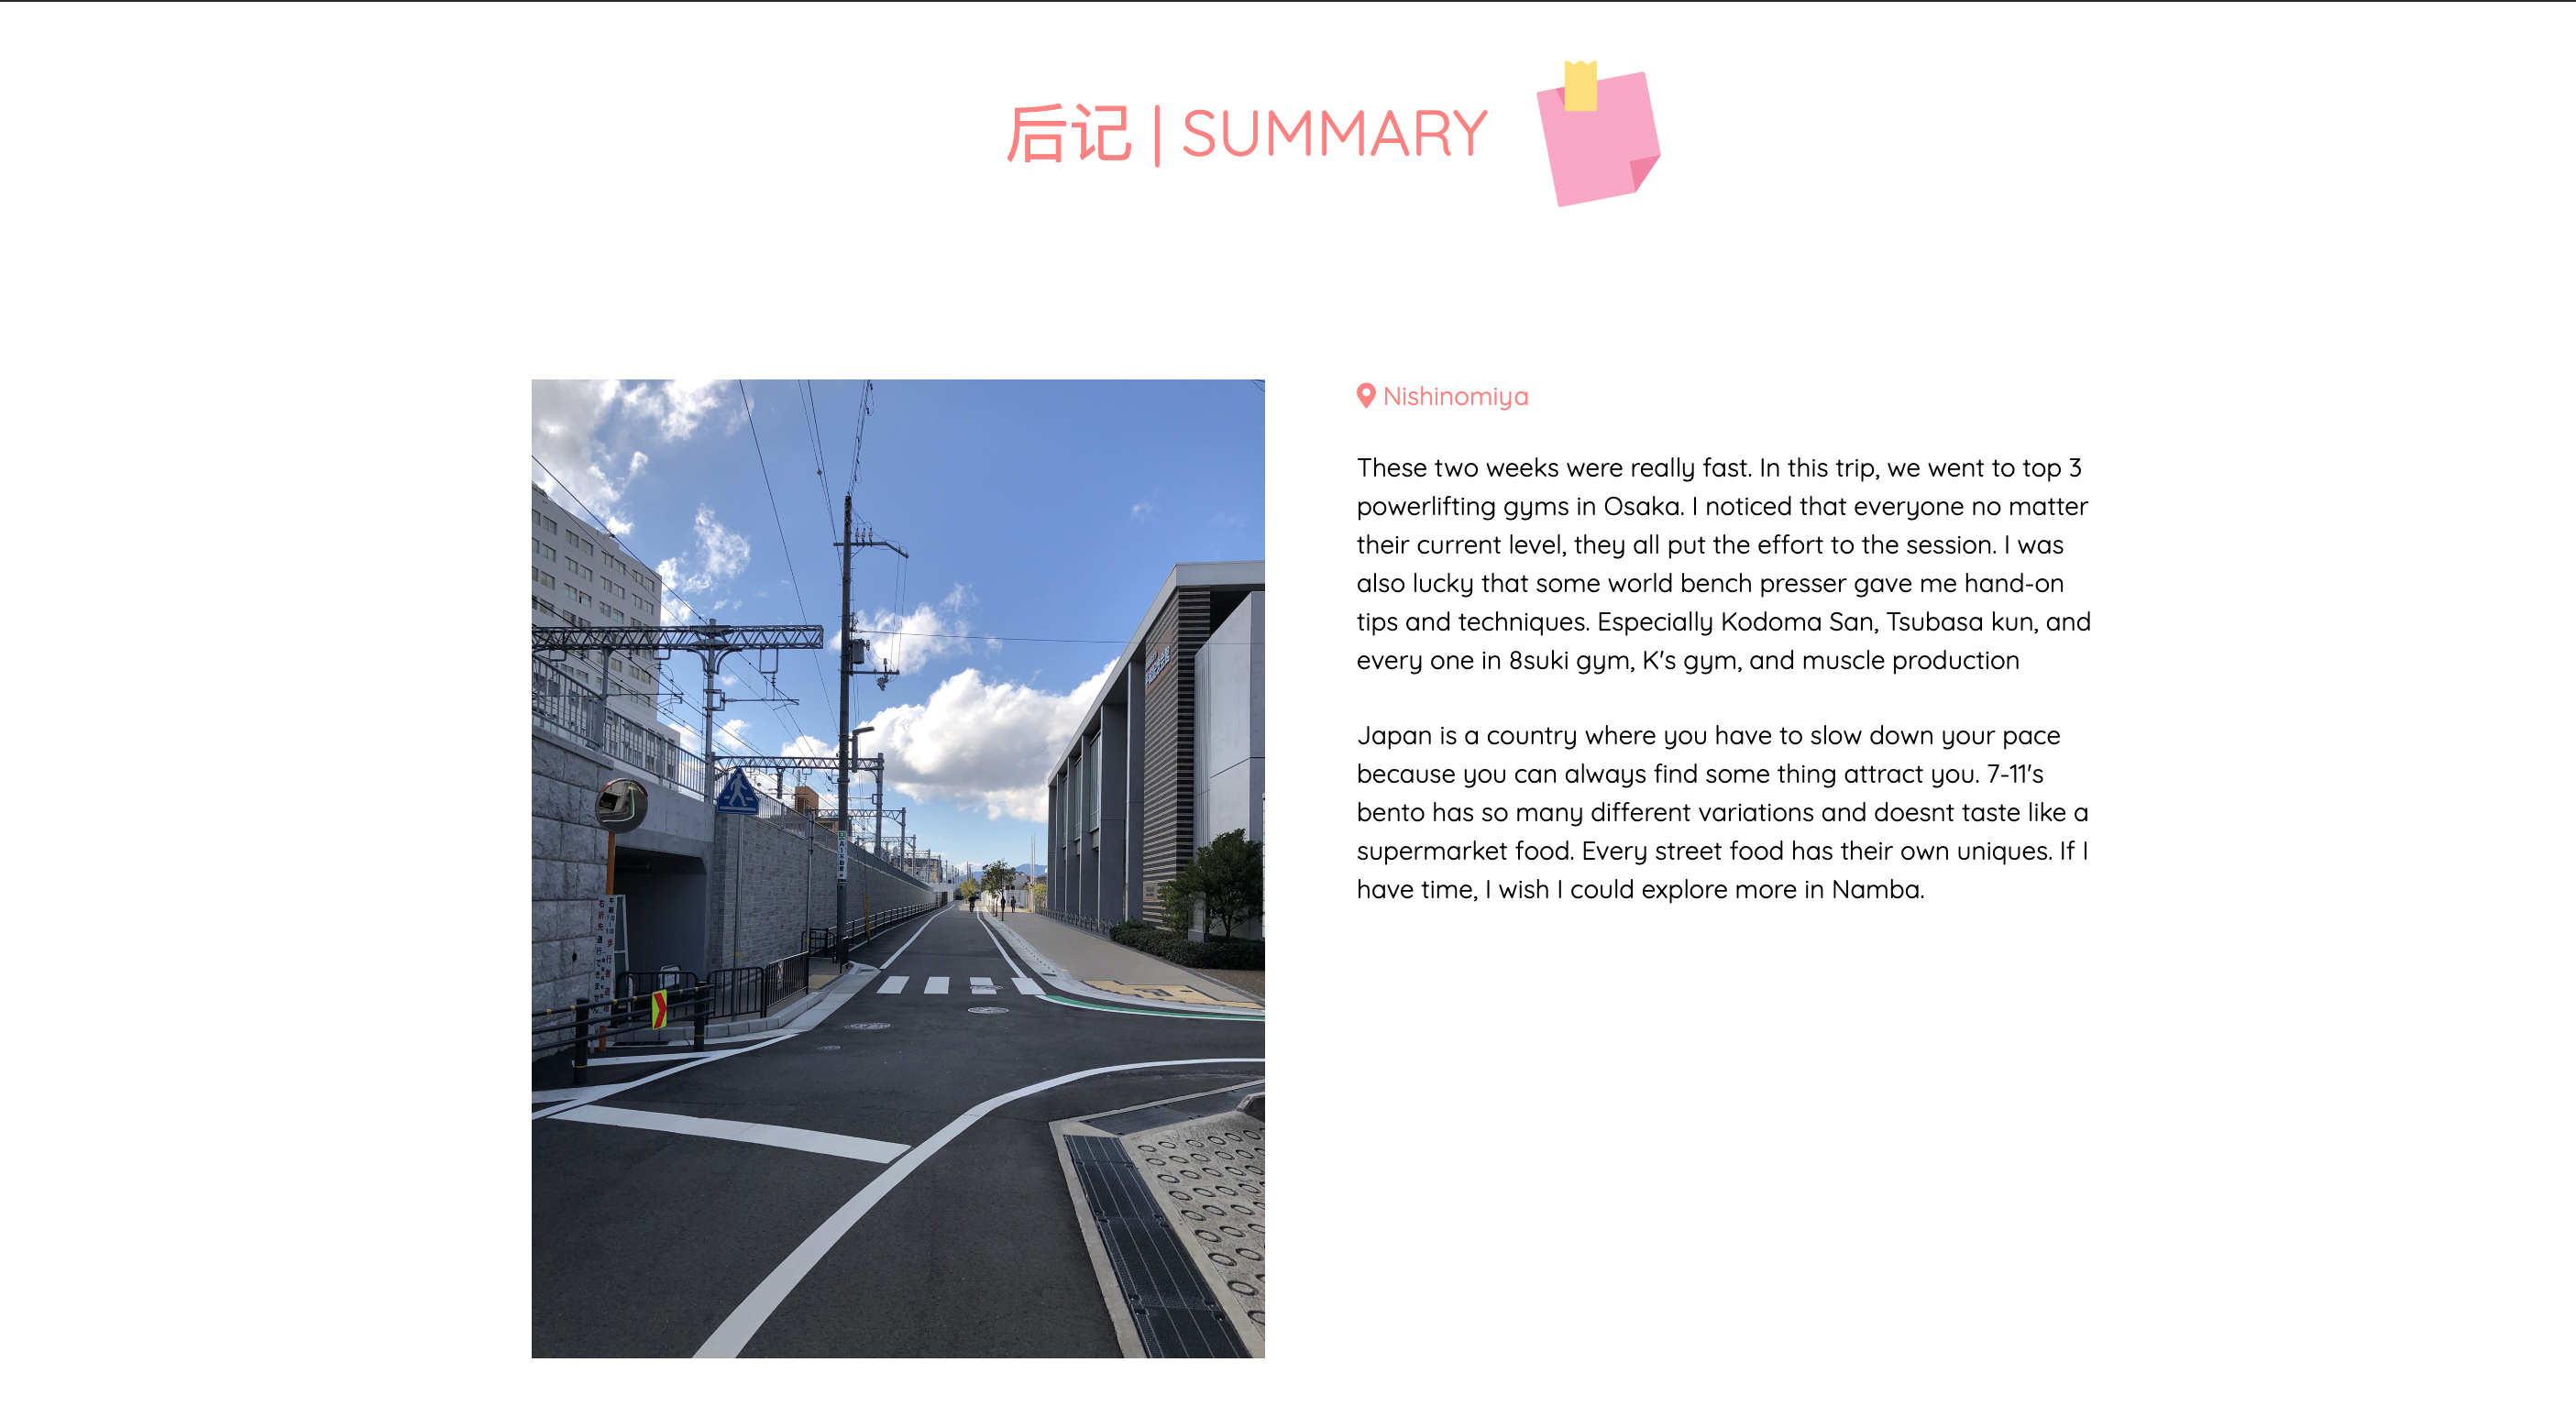 后记 | SUMMARY
Nishinomiya
These two weeks were really fast. In this trip, we went to top 3
powerlifting gyms in Osaka. I noticed that everyone no matter
their current level, they all put the effort to the session. I was
also lucky that some world bench presser gave me hand-on
tips and techniques. Especially Kodoma San, Tsubasa kun, and
every one in 8suki gym, K's gym, and muscle production
Japan is a country where you have to slow down your pace
because you can always find some thing attract you. 7-11's
bento has so many different variations and doesnt taste like a
supermarket food. Every street food has their own uniques. If I
have time, I wish I could explore more in Namba.